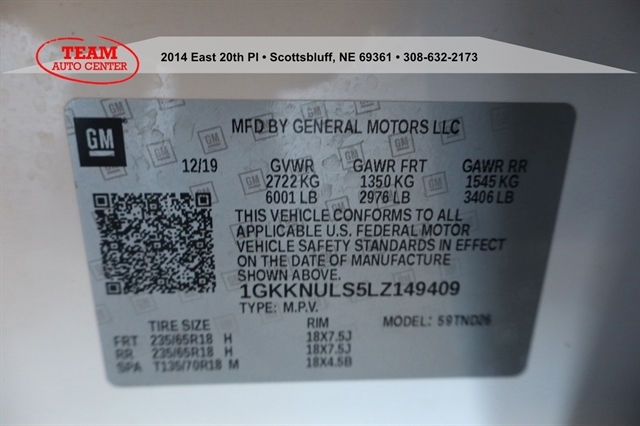 TEAM
AUTO CENTER
2014 East 20th Pl • Scottsbluff, NE 69361 • 308-632-2173
GM
MFD BY GENERAL MOTORS LLC
12/19 GVWR GAWR FRT GAWR RR
2722 KG 1350 KG 1545 KG
6001 LB 2976 LB 3406 LB
THIS VEHICLE CONFORMS TO ALL
APPLICABLE U.S. FEDERAL MOTOR
VEHICLE SAFETY STANDARDS IN EFFECT
ON THE DATE OF MANUFACTURE
SHOWN ABOVE.
1GKKNULS5LZ149409
TYPE: M.P.V.
TIRE SIZE RIM MODEL: 59TND26
FRT 235/65R18 H 18X7.5J
RR 235/65R18 H 18X7.5J
SPA T135/70R18 M 18X4.5B